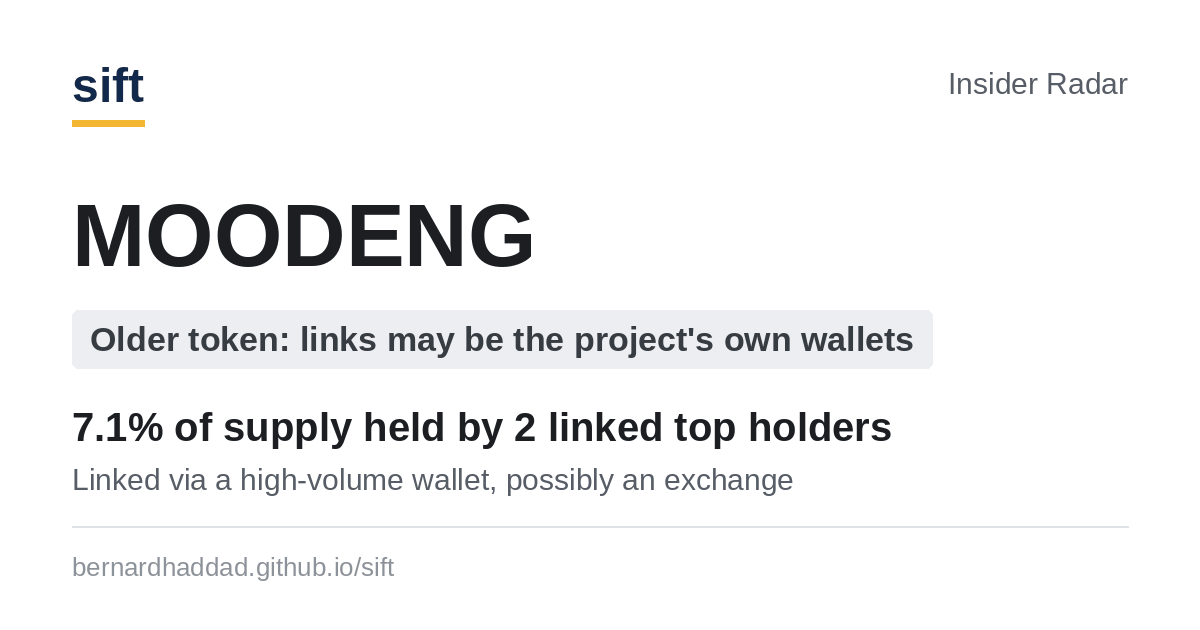 sift
Insider Radar
MOODENG
Older token: links may be the project's own wallets
7.1% of supply held by 2 linked top holders
Linked via a high-volume wallet, possibly an exchange
bernardhaddad.github.io/sift